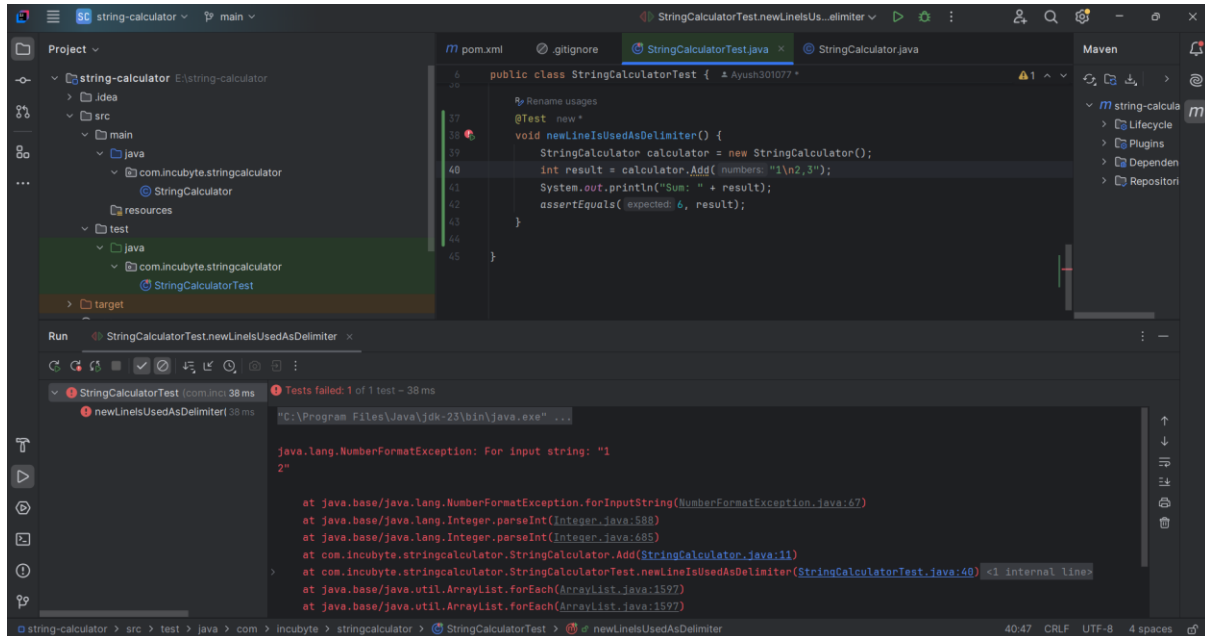 SC string-calculator main StringCalculatorTest.newLineIsUs...elimiter
Project
m pom.xml .gitignore StringCalculatorTest.java StringCalculator.java
Maven
string-calculator E:\string-calculator
.idea
src
main
java
com.incubyte.stringcalculator
StringCalculator
resources
test
java
com.incubyte.stringcalculator
StringCalculatorTest
target
6 public class StringCalculatorTest { Ayush301077 *
1
36
Rename usages
37 @Test new *
38 void newLineIsUsedAsDelimiter() {
39 StringCalculator calculator = new StringCalculator();
40 int result = calculator.Add( numbers: "1\n2,3");
41 System.out.println("Sum: " + result);
42 assertEquals( expected: 6, result);
43 }
44
45 }
m string-calcula
Lifecycle
Plugins
Dependen
Repositori
m
Run StringCalculatorTest.newLineIsUsedAsDelimiter
StringCalculatorTest (com.inc 38 ms
newLineIsUsedAsDelimiter( 38 ms
Tests failed: 1 of 1 test – 38 ms
"C:\Program Files\Java\jdk-23\bin\java.exe" ...
java.lang.NumberFormatException: For input string: "1
2"
at java.base/java.lang.NumberFormatException.forInputString(NumberFormatException.java:67)
at java.base/java.lang.Integer.parseInt(Integer.java:588)
at java.base/java.lang.Integer.parseInt(Integer.java:685)
at com.incubyte.stringcalculator.StringCalculator.Add(StringCalculator.java:11)
at com.incubyte.stringcalculator.StringCalculatorTest.newLineIsUsedAsDelimiter(StringCalculatorTest.java:40) <1 internal line>
at java.base/java.util.ArrayList.forEach(ArrayList.java:1597)
at java.base/java.util.ArrayList.forEach(ArrayList.java:1597)
string-calculator > src > test > java > com > incubyte > stringcalculator > StringCalculatorTest > newLineIsUsedAsDelimiter
40:47 CRLF UTF-8 4 spaces